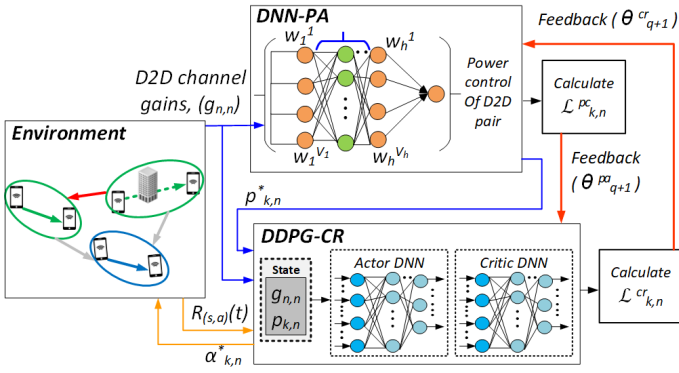 DNN-PA
Feedback ( θ^cr_q+1)
W_1^1
W_h^1
D2D channel
gains, (g_n,n)
Power
control
Of D2D
pair
W_1^V_1
W_h^V_h
Calculate
ℒ^pc_k,n
Environment
Feedback
( θ^pa_q+1)
p^*_k,n
DDPG-CR
State
g_n,n
p_k,n
Actor DNN
Critic DNN
Calculate
ℒ^cr_k,n
R_(s,a)(t)
α^*_k,n